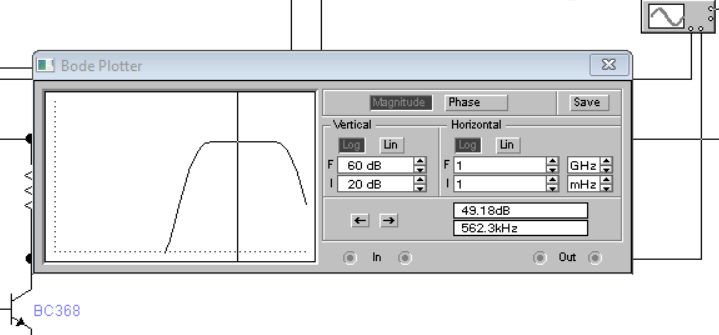 Bode Plotter
Magnitude Phase Save
Vertical Horizontal
Log Lin Log Lin
F 60 dB F 1 GHz
I 20 dB I 1 mHz
49.18dB
562.3kHz
In Out
BC368